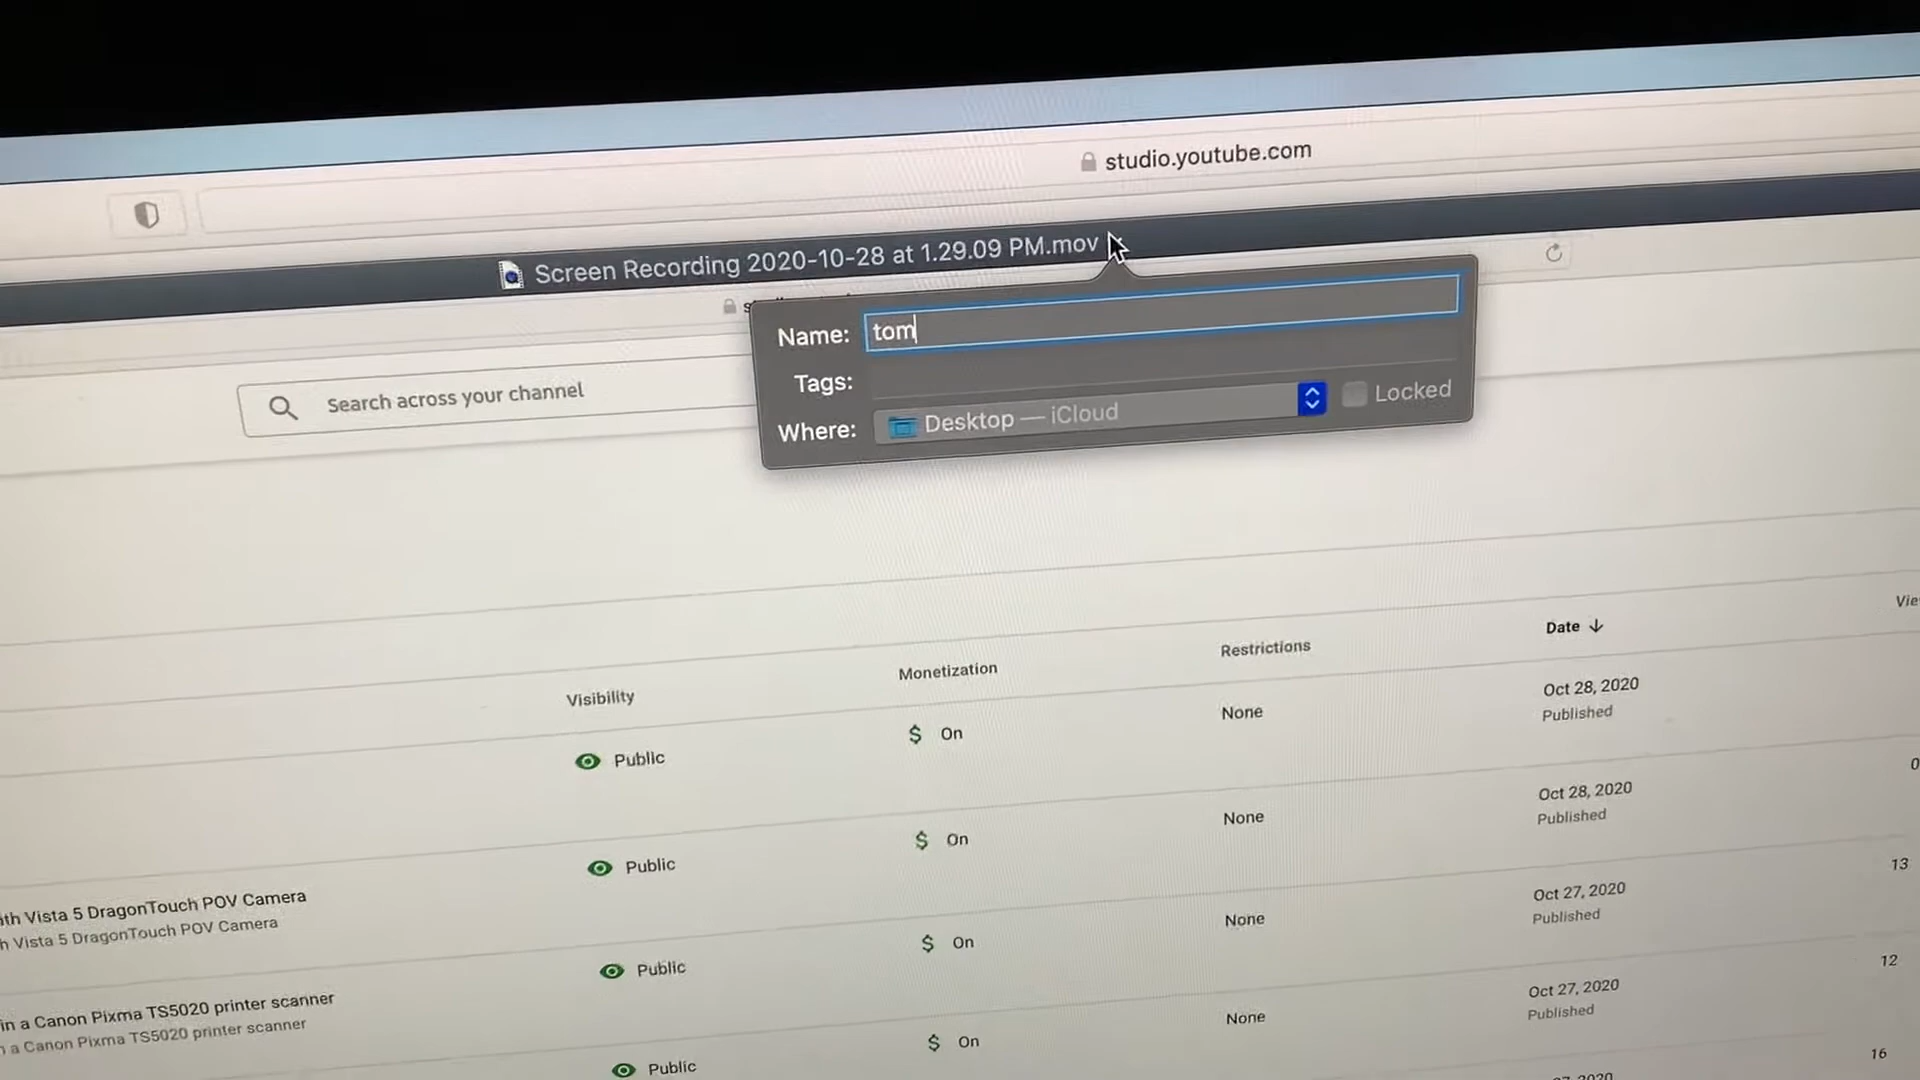 studio.youtube.com
Screen Recording 2020-10-28 at 1.29.09 PM.mov
Name: tom
Tags:
Where: Desktop — iCloud
Locked
Search across your channel
Visibility
Monetization
Restrictions
Date
Public
$ On
None
Oct 28, 2020
Published
Public
$ On
None
Oct 28, 2020
Published
0
Vista 5 DragonTouch POV Camera
Vista 5 DragonTouch POV Camera
Public
$ On
None
Oct 27, 2020
Published
13
in a Canon Pixma TS5020 printer scanner
a Canon Pixma TS5020 printer scanner
Public
$ On
None
Oct 27, 2020
Published
12
16